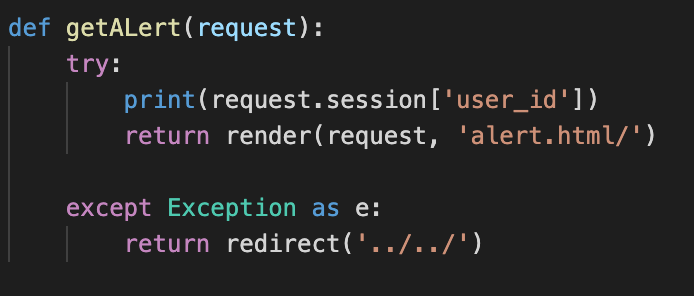 def getALert(request):
    try:
        print(request.session['user_id'])
        return render(request, 'alert.html/')
    except Exception as e:
        return redirect('../../')